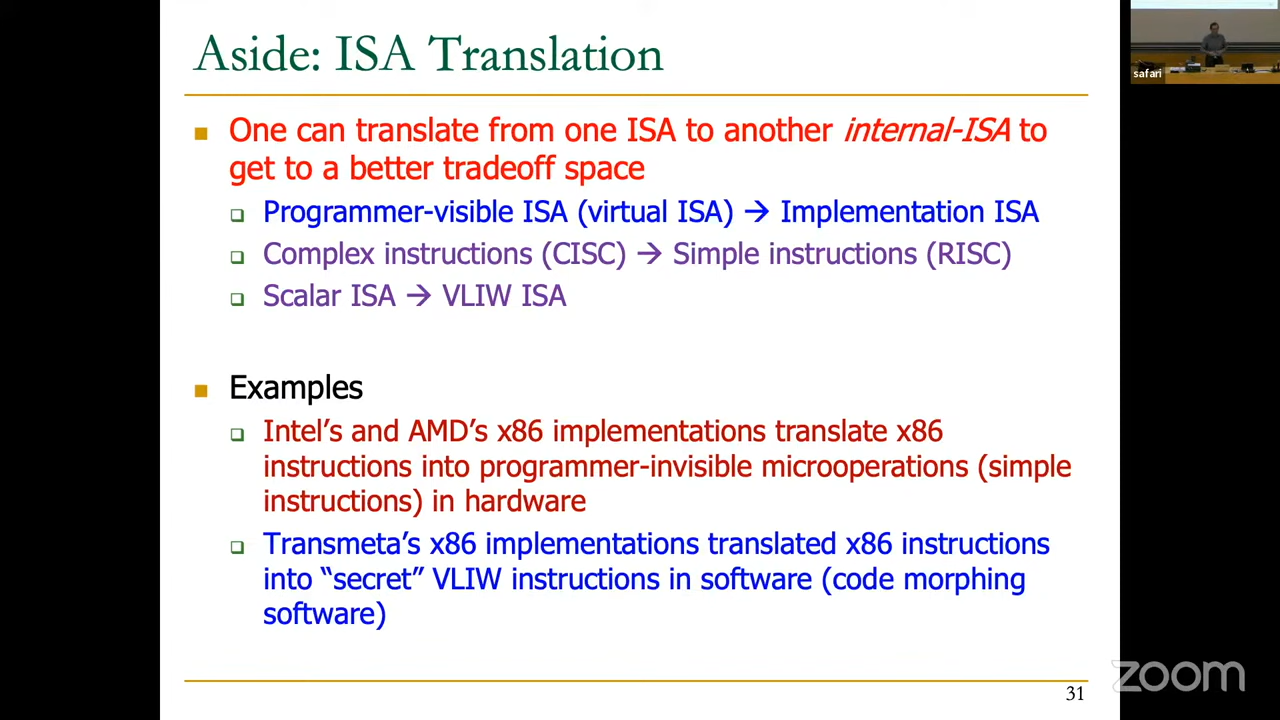 Aside: ISA Translation
■ One can translate from one ISA to another internal-ISA to
get to a better tradeoff space
❑ Programmer-visible ISA (virtual ISA) → Implementation ISA
❑ Complex instructions (CISC) → Simple instructions (RISC)
❑ Scalar ISA → VLIW ISA
■ Examples
❑ Intel’s and AMD’s x86 implementations translate x86
instructions into programmer-invisible microoperations (simple
instructions) in hardware
❑ Transmeta’s x86 implementations translated x86 instructions
into “secret” VLIW instructions in software (code morphing
software)
31
safari
zoom